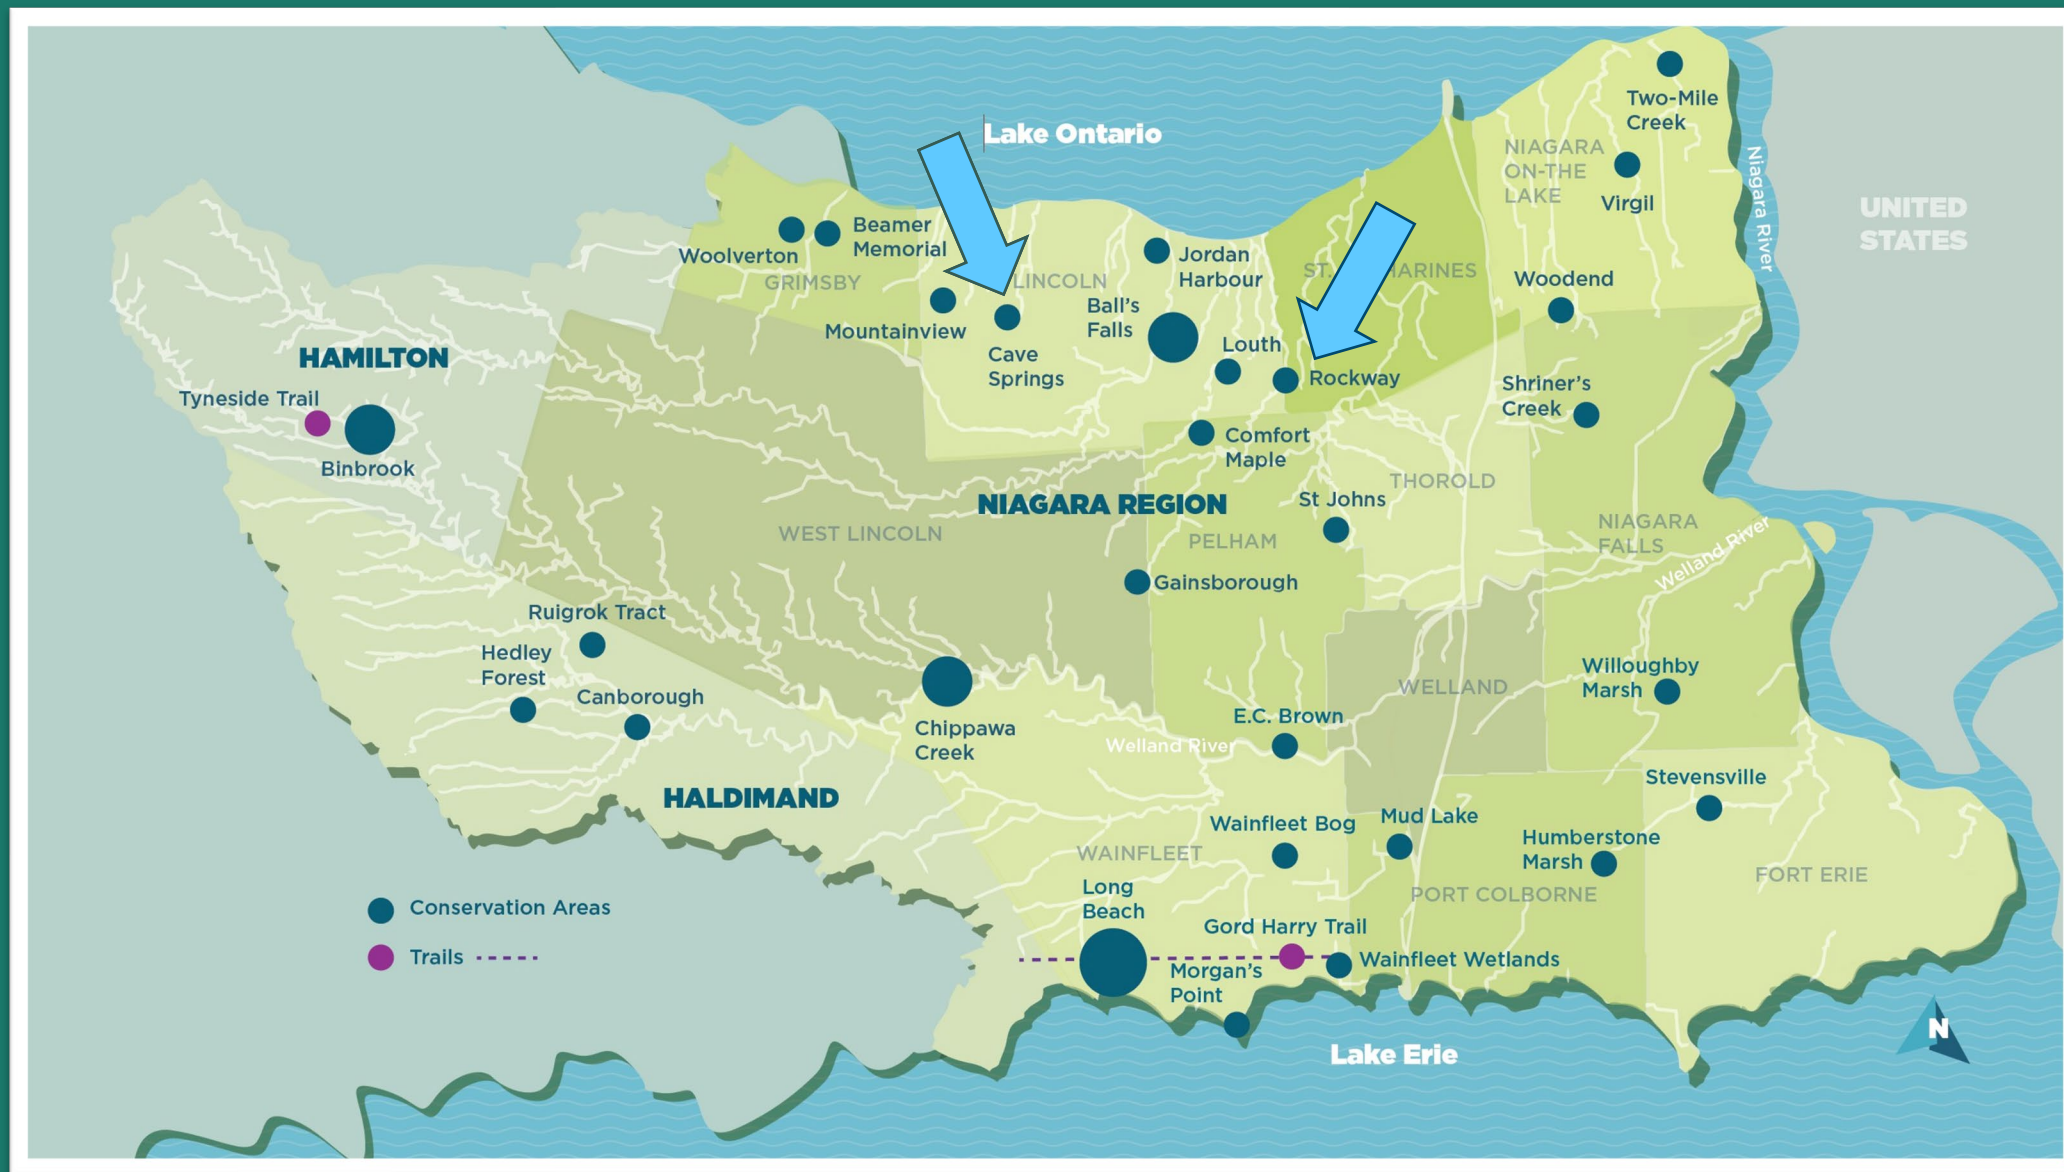 Lake Ontario
Two-Mile
Creek
NIAGARA
ON-THE
LAKE
Virgil
Niagara River
UNITED
STATES
Woolverton
Beamer
Memorial
GRIMSBY
Mountainview
LINCOLN
Cave
Springs
Jordan
Harbour
Ball's
Falls
Louth
ST. ARINES
Rockway
Woodend
Shriner's
Creek
HAMILTON
Tyneside Trail
Binbrook
Comfort
Maple
THOROLD
NIAGARA REGION
St Johns
WEST LINCOLN
PELHAM
NIAGARA
FALLS
Welland River
Gainsborough
Ruigrok Tract
Hedley
Forest
Canborough
Willoughby
Marsh
WELLAND
E.C. Brown
Chippawa
Creek
Welland River
HALDIMAND
Stevensville
Mud Lake
Wainfleet Bog
Humberstone
Marsh
WAINFLEET
FORT ERIE
PORT COLBORNE
Long
Beach
Conservation Areas
Trails
Gord Harry Trail
Wainfleet Wetlands
Morgan's
Point
Lake Erie
N